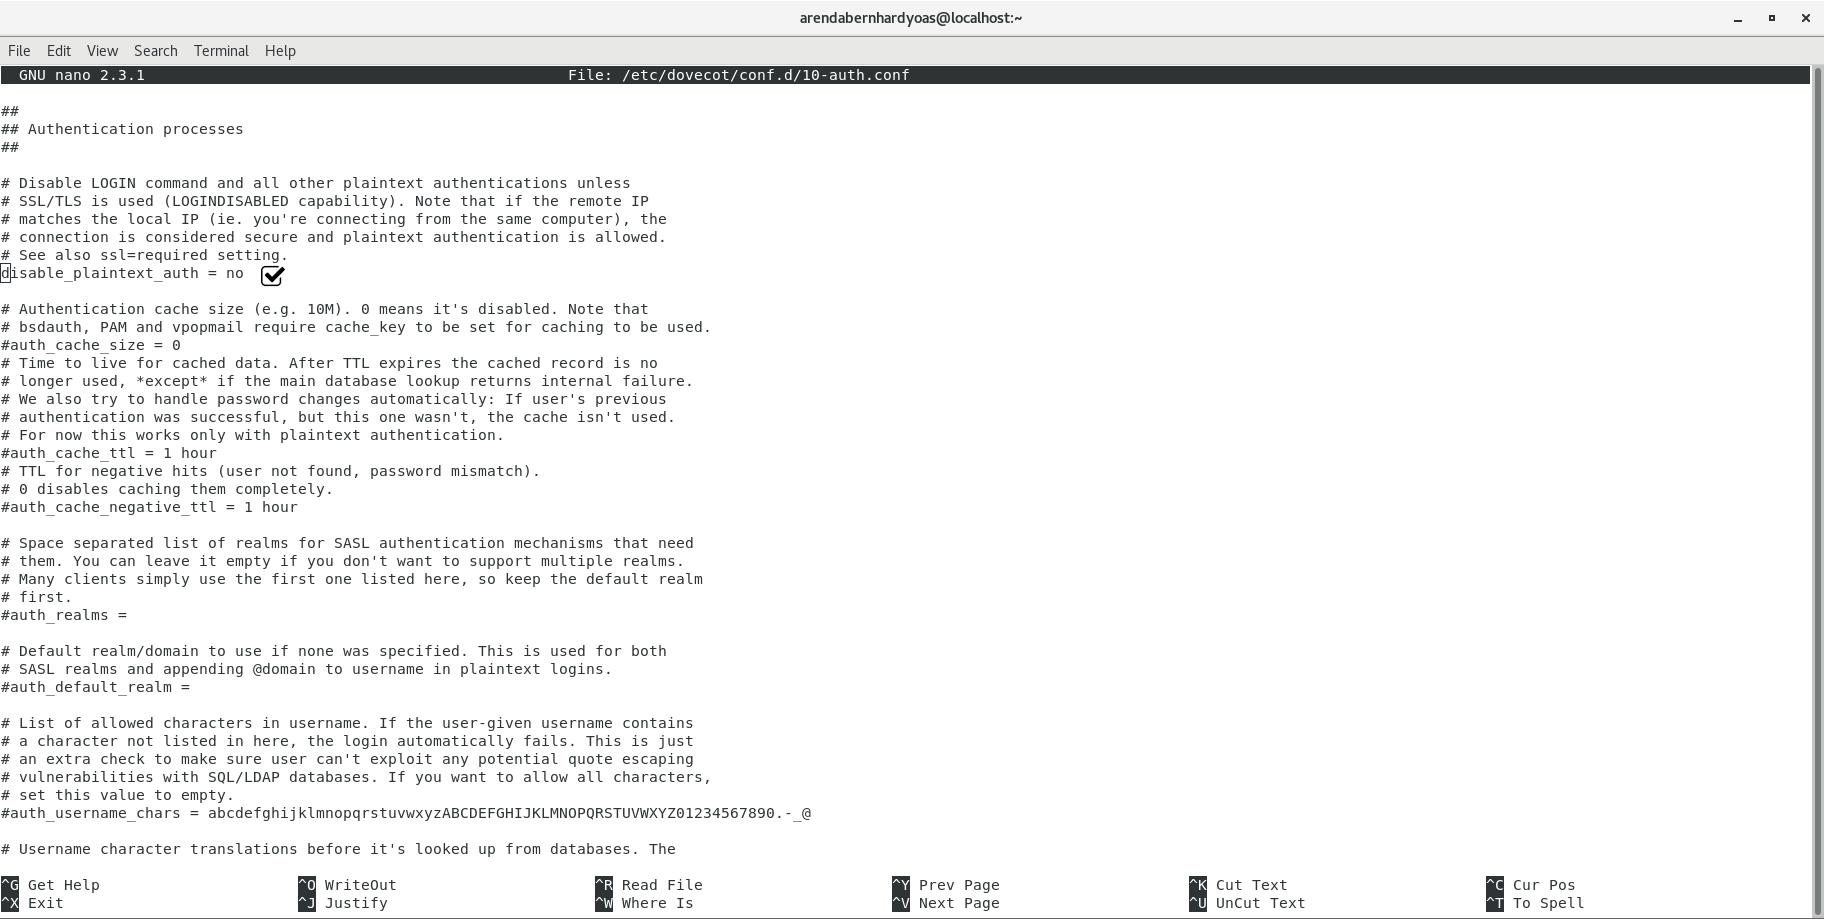 arendabernhardyoas@localhost:~
File Edit View Search Terminal Help
GNU nano 2.3.1 File: /etc/dovecot/conf.d/10-auth.conf
##
## Authentication processes
##
# Disable LOGIN command and all other plaintext authentications unless
# SSL/TLS is used (LOGINDISABLED capability). Note that if the remote IP
# matches the local IP (ie. you're connecting from the same computer), the
# connection is considered secure and plaintext authentication is allowed.
# See also ssl=required setting.
disable_plaintext_auth = no
# Authentication cache size (e.g. 10M). 0 means it's disabled. Note that
# bsdauth, PAM and vpopmail require cache_key to be set for caching to be used.
#auth_cache_size = 0
# Time to live for cached data. After TTL expires the cached record is no
# longer used, *except* if the main database lookup returns internal failure.
# We also try to handle password changes automatically: If user's previous
# authentication was successful, but this one wasn't, the cache isn't used.
# For now this works only with plaintext authentication.
#auth_cache_ttl = 1 hour
# TTL for negative hits (user not found, password mismatch).
# 0 disables caching them completely.
#auth_cache_negative_ttl = 1 hour
# Space separated list of realms for SASL authentication mechanisms that need
# them. You can leave it empty if you don't want to support multiple realms.
# Many clients simply use the first one listed here, so keep the default realm
# first.
#auth_realms =
# Default realm/domain to use if none was specified. This is used for both
# SASL realms and appending @domain to username in plaintext logins.
#auth_default_realm =
# List of allowed characters in username. If the user-given username contains
# a character not listed in here, the login automatically fails. This is just
# an extra check to make sure user can't exploit any potential quote escaping
# vulnerabilities with SQL/LDAP databases. If you want to allow all characters,
# set this value to empty.
#auth_username_chars = abcdefghijklmnopqrstuvwxyzABCDEFGHIJKLMNOPQRSTUVWXYZ01234567890.-_@
# Username character translations before it's looked up from databases. The
^G Get Help ^O WriteOut ^R Read File ^Y Prev Page ^K Cut Text ^C Cur Pos
^X Exit ^J Justify ^W Where Is ^V Next Page ^U UnCut Text ^T To Spell